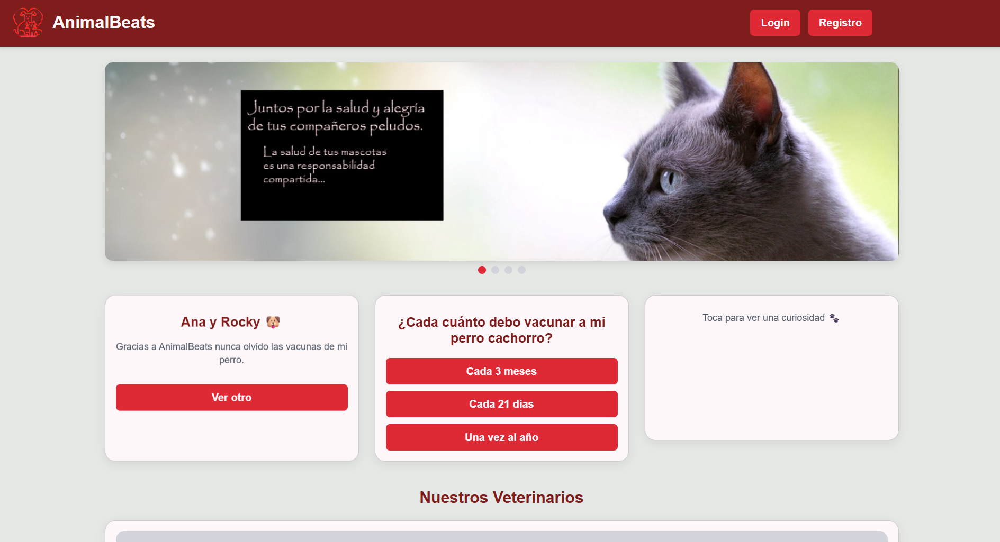 AnimalBeats
Login
Registro
Juntos por la salud y alegría
de tus compañeros peludos.
La salud de tus mascotas
es una responsabilidad
compartida...
Ana y Rocky 🐶
Gracias a AnimalBeats nunca olvido las vacunas de mi
perro.
Ver otro
¿Cada cuánto debo vacunar a mi
perro cachorro?
Cada 3 meses
Cada 21 días
Una vez al año
Toca para ver una curiosidad 🐾
Nuestros Veterinarios